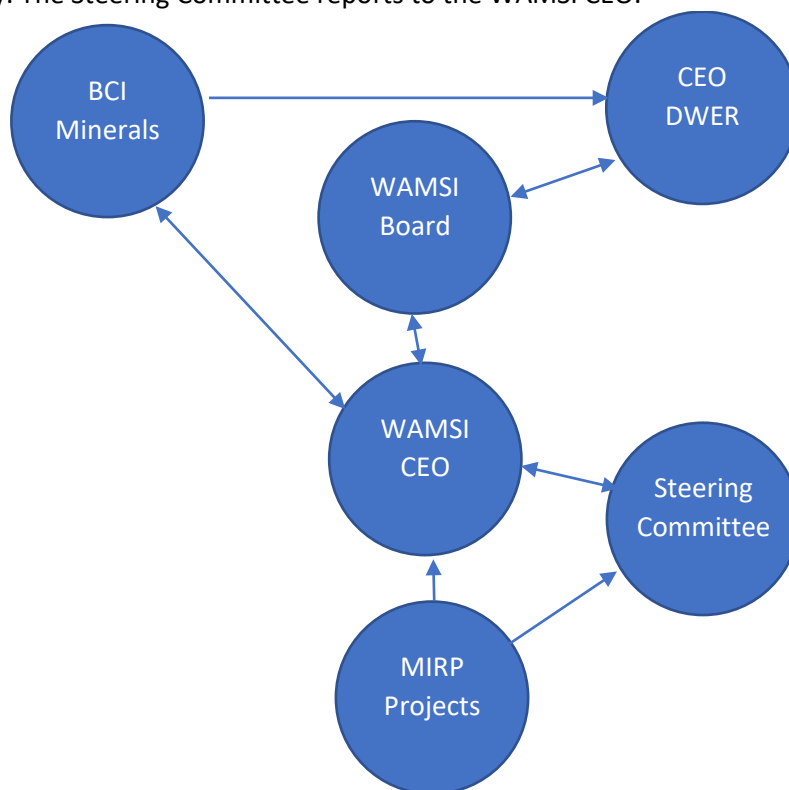 y. The Steering Committee reports to the WAMSI CEO.
BCI
Minerals
CEO
DWER
WAMSI
Board
WAMSI
CEO
Steering
Committee
MIRP
Projects